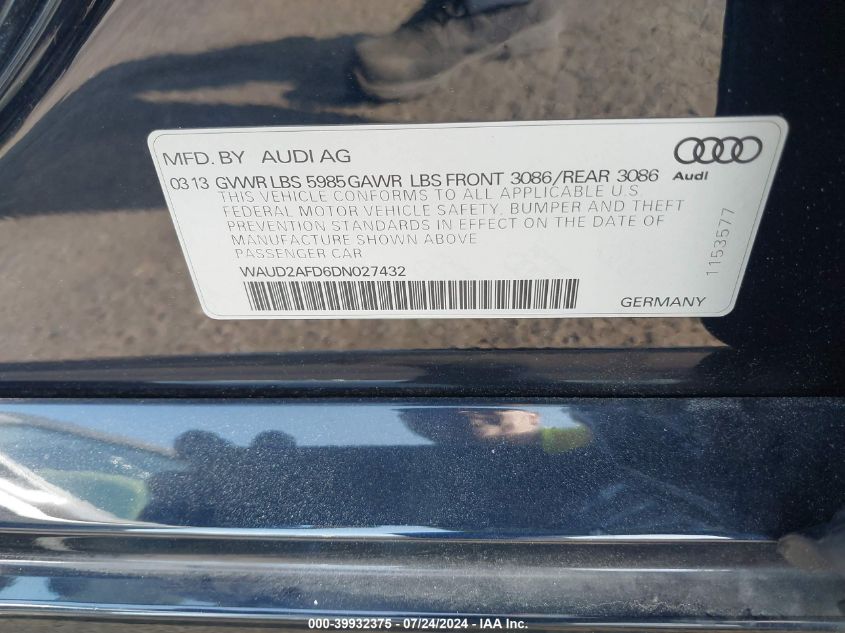 MFD. BY AUDI AG
0313 GVWR LBS 5985 GAWR LBS FRONT 3086/REAR 3086
Audi
THIS VEHICLE CONFORMS TO ALL APPLICABLE U.S.
FEDERAL MOTOR VEHICLE SAFETY, BUMPER AND THEFT
PREVENTION STANDARDS IN EFFECT ON THE DATE OF
MANUFACTURE SHOWN ABOVE
PASSENGER CAR
WAUD2AFD6DN027432
GERMANY
1153577
000-39932375 - 07/24/2024 - IAA Inc.